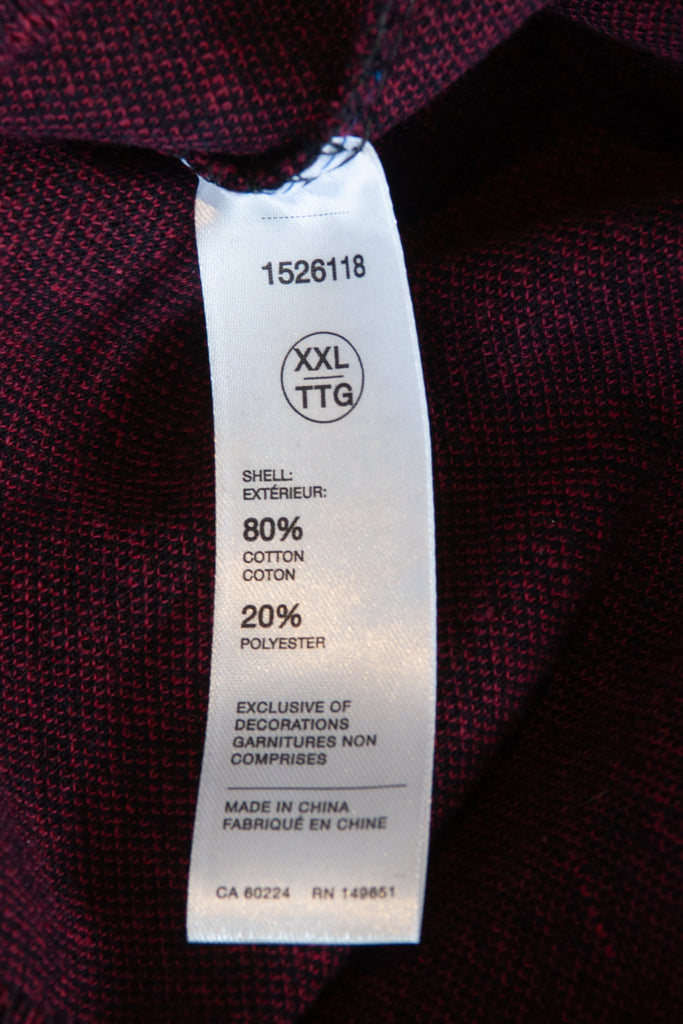 1526118
XXL
TTG
SHELL:
EXTÉRIEUR:
80%
COTTON
COTON
20%
POLYESTER
EXCLUSIVE OF
DECORATIONS
GARNITURES NON
COMPRISES
MADE IN CHINA
FABRIQUÉ EN CHINE
CA 60224 RN 149651